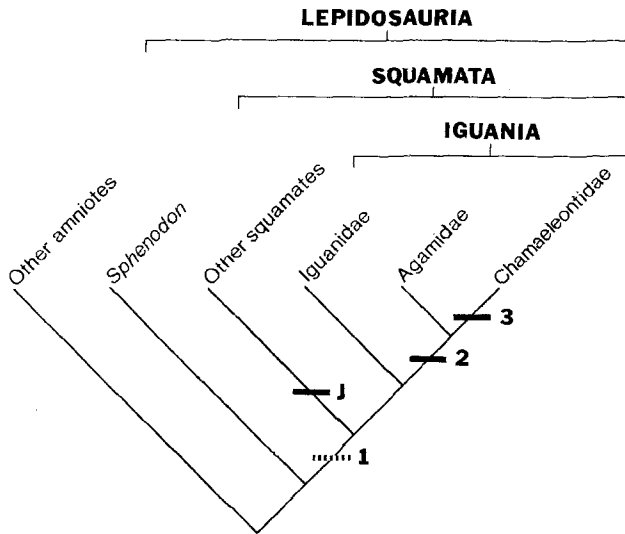 LEPIDOSAURIA
SQUAMATA
IGUANIA
Other amniotes
Sphenodon
Other squamates
Iguanidae
Agamidae
Chamaeleontidae
3
2
J
1